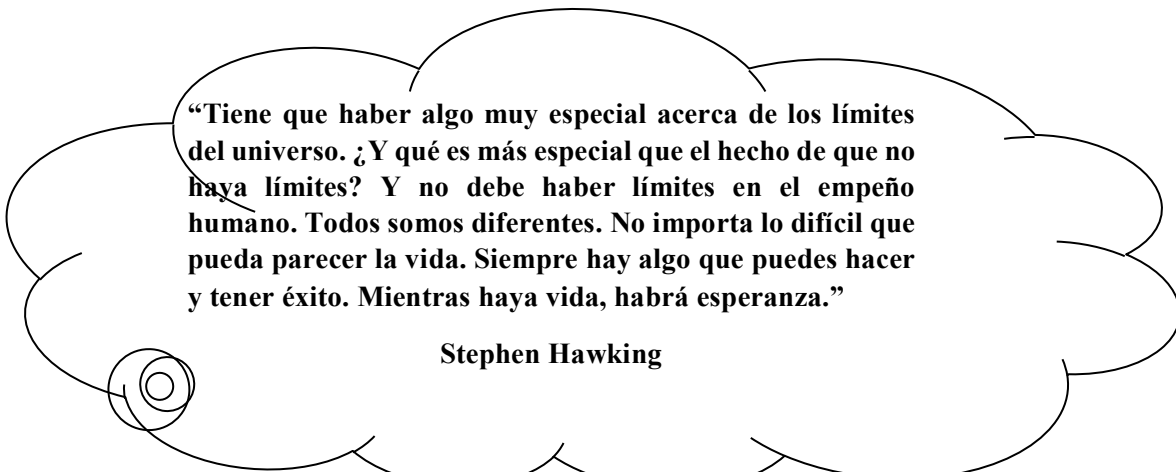 “Tiene que haber algo muy especial acerca de los límites
del universo. ¿Y qué es más especial que el hecho de que no
haya límites? Y no debe haber límites en el empeño
humano. Todos somos diferentes. No importa lo difícil que
pueda parecer la vida. Siempre hay algo que puedes hacer
y tener éxito. Mientras haya vida, habrá esperanza.”
Stephen Hawking